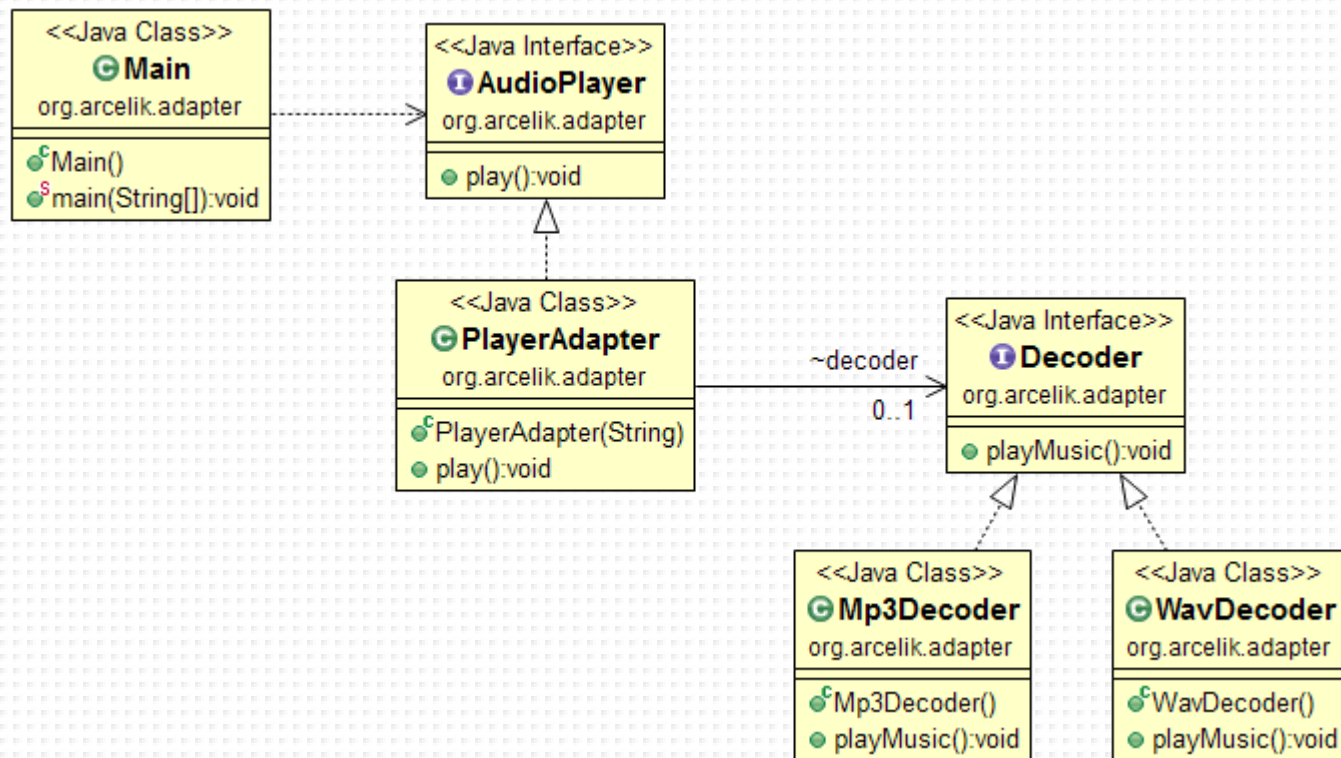 <<Java Class>>
C Main
org.arcelik.adapter
c Main()
S main(String[]):void
<<Java Interface>>
I AudioPlayer
org.arcelik.adapter
play():void
<<Java Class>>
C PlayerAdapter
org.arcelik.adapter
c PlayerAdapter(String)
play():void
~decoder
0..1
<<Java Interface>>
I Decoder
org.arcelik.adapter
playMusic():void
<<Java Class>>
C Mp3Decoder
org.arcelik.adapter
c Mp3Decoder()
playMusic():void
<<Java Class>>
C WavDecoder
org.arcelik.adapter
c WavDecoder()
playMusic():void